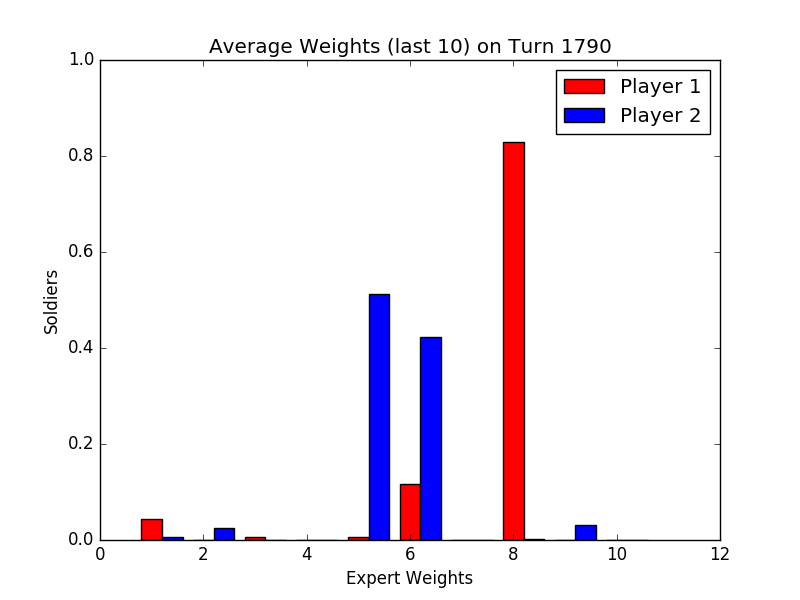 Average Weights (last 10) on Turn 1790
1.0
0.8
0.6
0.4
0.2
0.0
Soldiers
Player 1
Player 2
0 2 4 6 8 10 12
Expert Weights